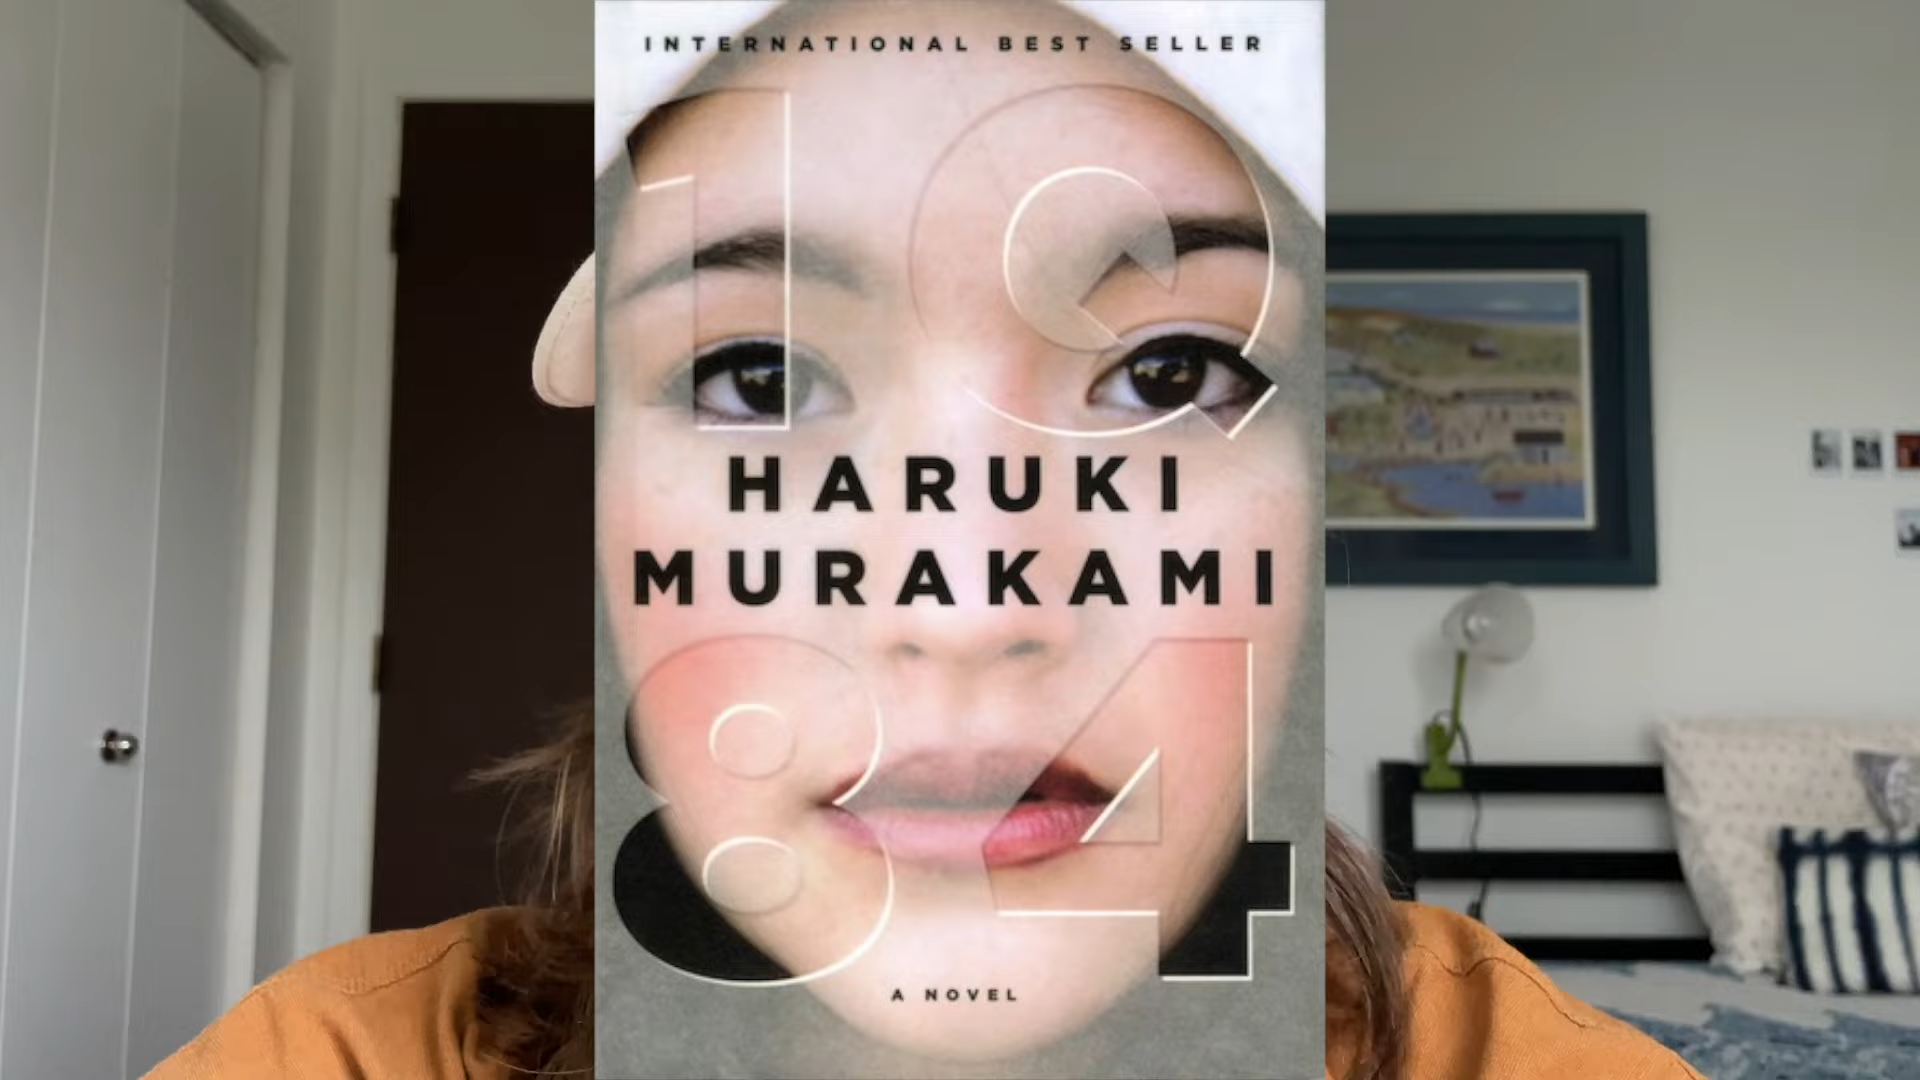 INTERNATIONAL BEST SELLER
1Q
HARUKI
MURAKAMI
84
A NOVEL